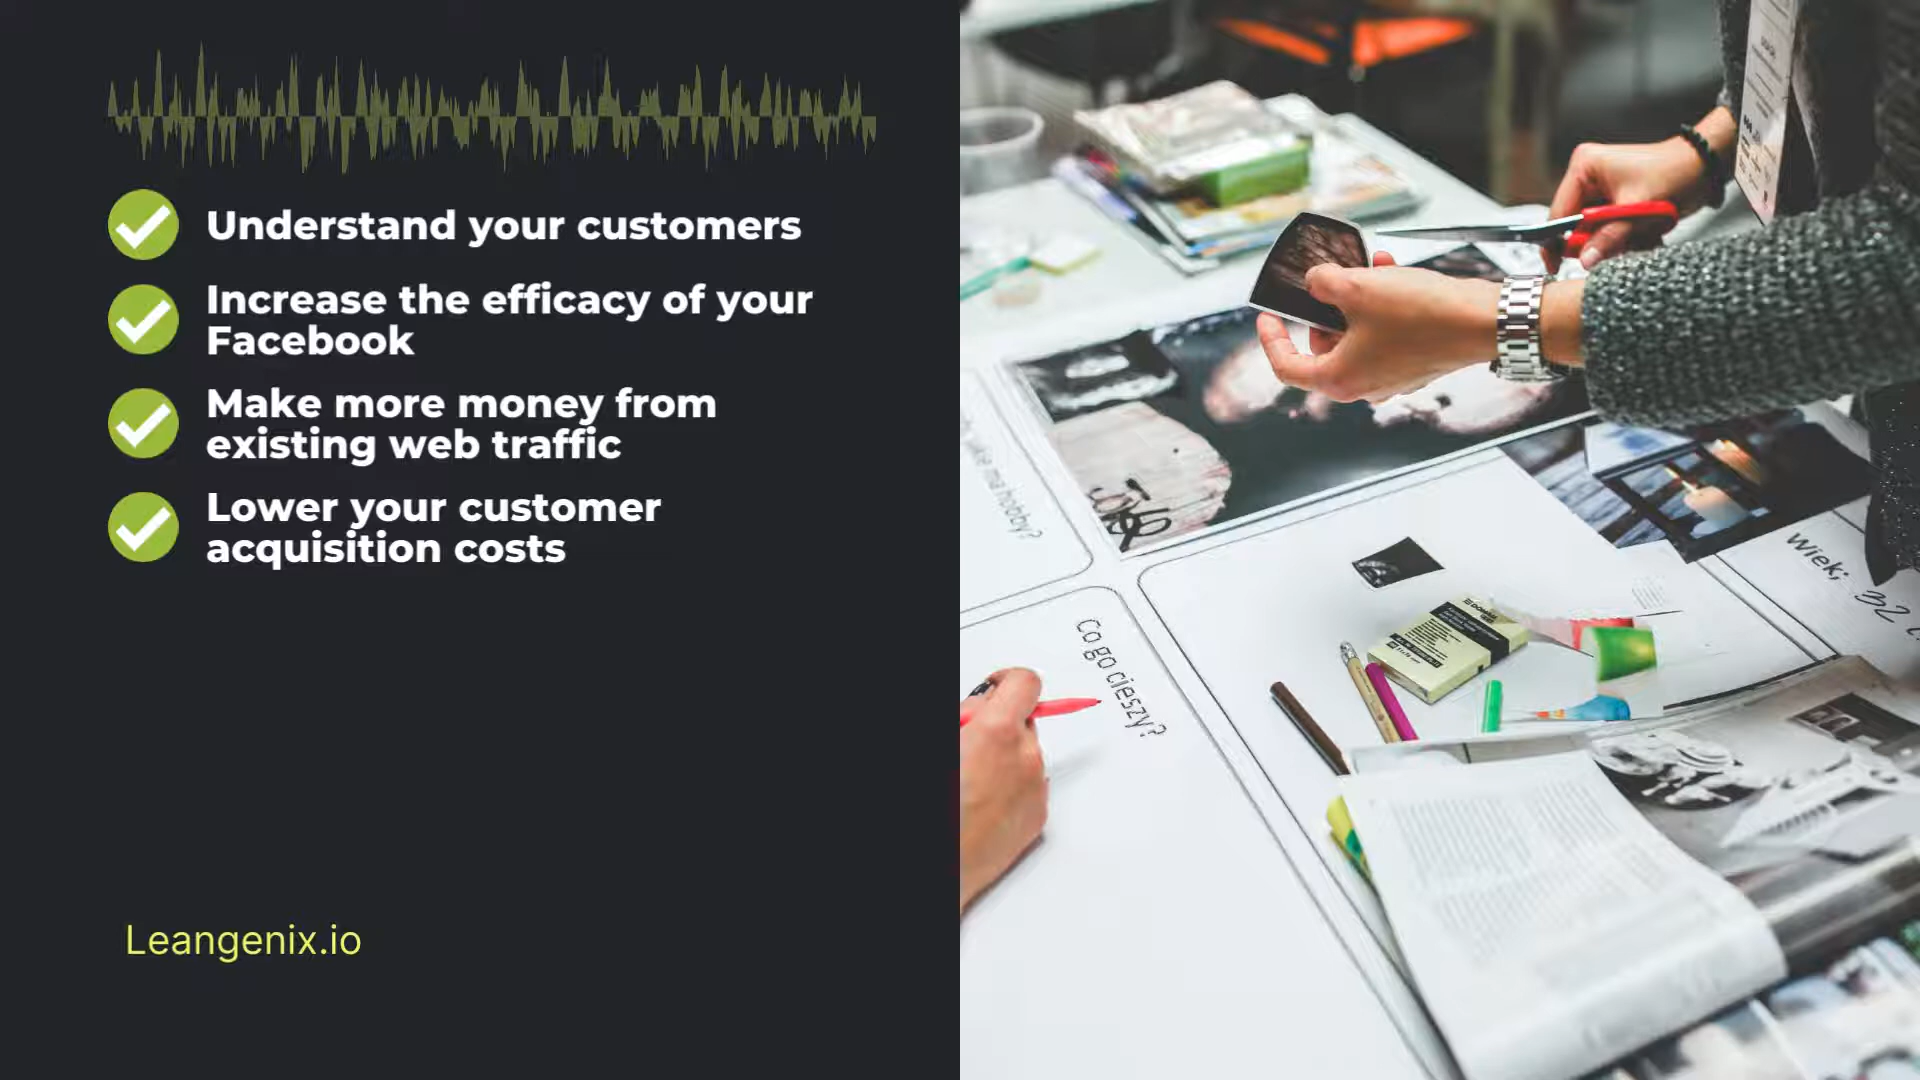 Understand your customers
Increase the efficacy of your
Facebook
Make more money from
existing web traffic
Lower your customer
acquisition costs
Leangenix.io
Wiek;
32
Co go cieszy?
hobby?